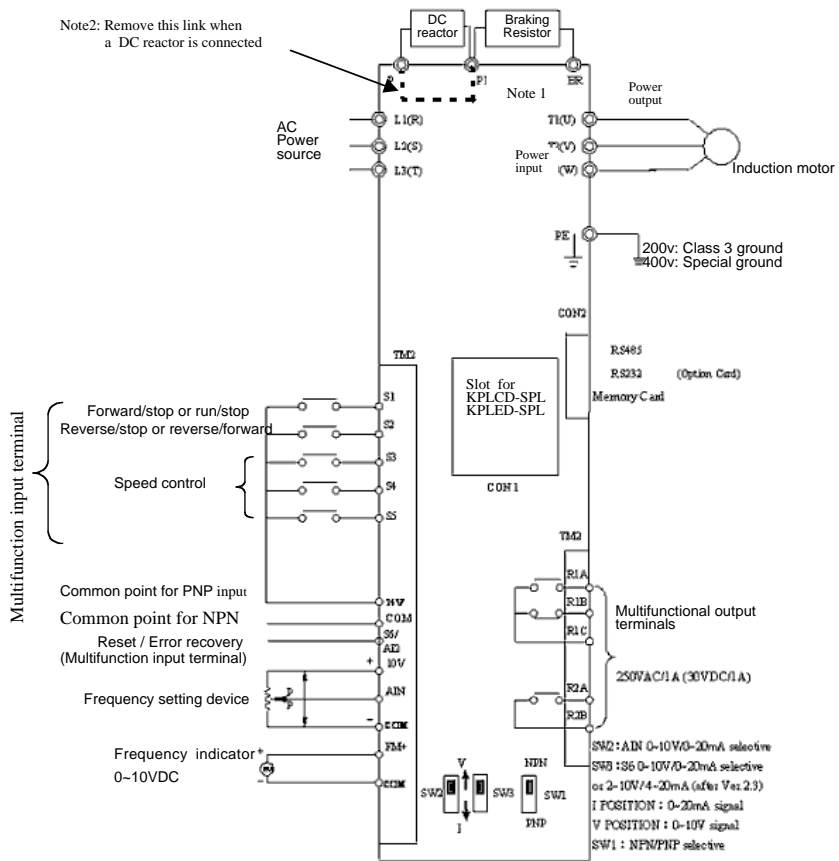 Note2: Remove this link when
a DC reactor is connected
DC
reactor
Braking
Resistor
P
P1
BR
Note 1
Power
output
AC
Power
source
L1(R)
L2(S)
L3(T)
T1(U)
Power
input
(V)
(W)
Induction motor
PE
200v: Class 3 ground
400v: Special ground
CON2
RS485
RS232 (Option Card)
Memory Card
TM2
Slot for
KPLCD-SPL
KPLED-SPL
CON1
Multifunction input terminal
Forward/stop or run/stop
Reverse/stop or reverse/forward
Speed control
S1
S2
S3
S4
S5
Common point for PNP input
24V
Common point for NPN
COM
Reset / Error recovery
(Multifunction input terminal)
S6/
AI2
+ 10V
Frequency setting device
P
AIN
- COM
Frequency indicator
0~10VDC
+ FM+
FM
- COM
TM2
R1A
R1B
R1C
Multifunctional output
terminals
250VAC/1A (30VDC/1A)
R2A
R2B
SW2 V I SW3
NPN
SW1
PNP
SW2: AIN 0~10V/0~20mA selective
SW3: S6 0~10V/0~20mA selective
or 2~10V/4~20mA (after Ver. 2.3)
I POSITION: 0~20mA signal
V POSITION: 0~10V signal
SW1: NPN/PNP selective